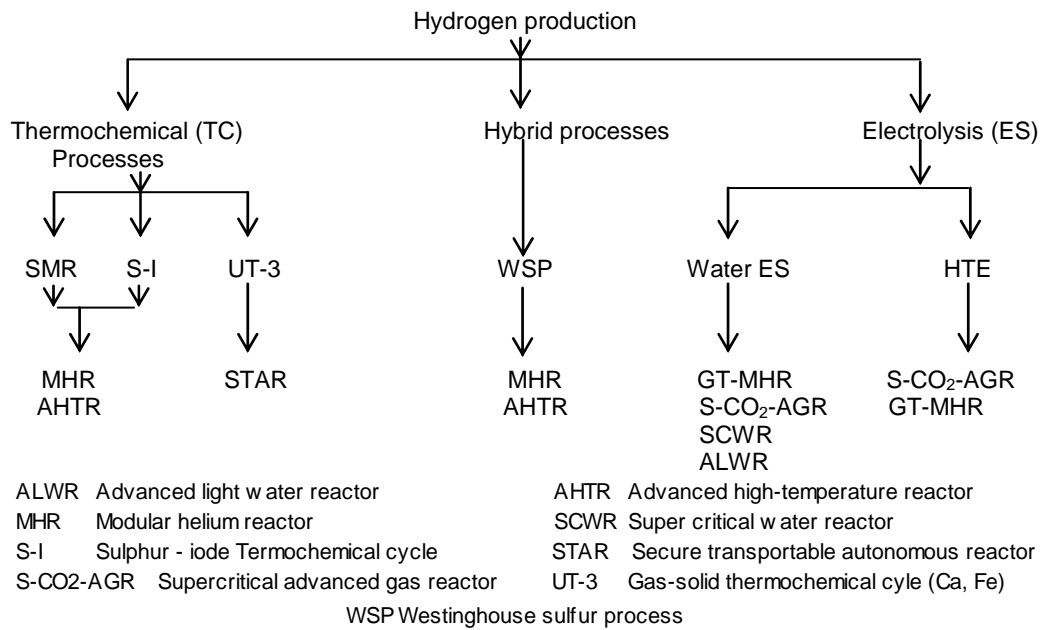 Hydrogen production
Thermochemical (TC) Processes
Hybrid processes
Electrolysis (ES)
SMR S-I UT-3 WSP Water ES HTE
MHR STAR MHR GT-MHR S-CO₂-AGR
AHTR AHTR S-CO₂-AGR GT-MHR
SCWR
ALWR
ALWR Advanced light water reactor AHTR Advanced high-temperature reactor
MHR Modular helium reactor SCWR Super critical water reactor
S-I Sulphur - iode Termochemical cycle STAR Secure transportable autonomous reactor
S-CO2-AGR Supercritical advanced gas reactor UT-3 Gas-solid thermochemical cyle (Ca, Fe)
WSP Westinghouse sulfur process